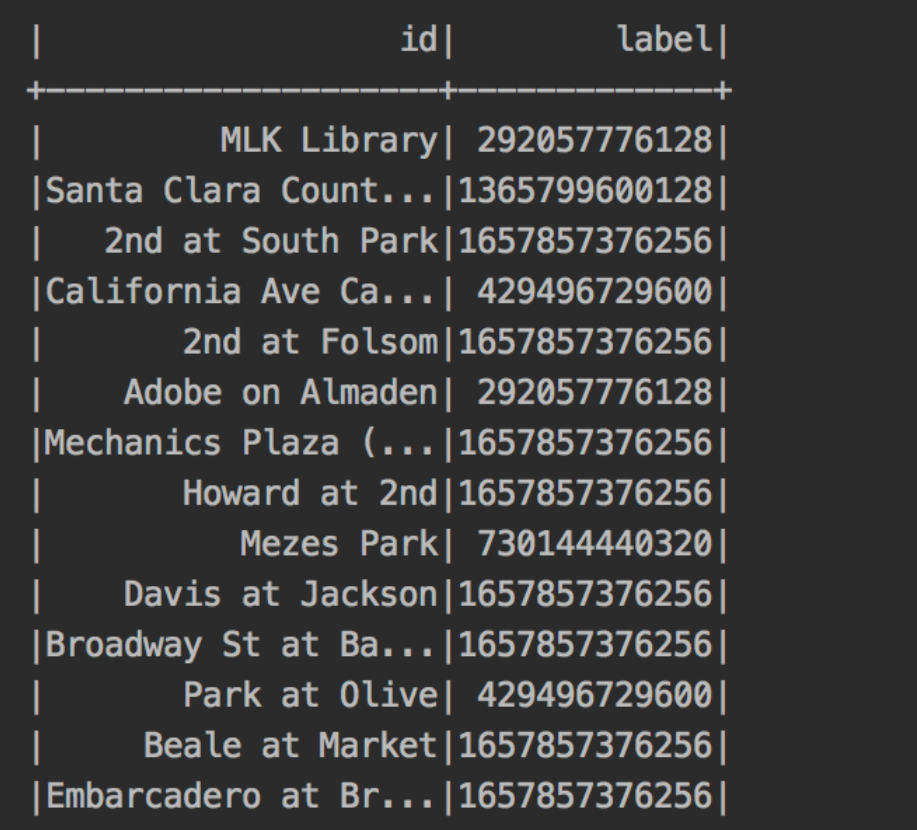 |                  id|        label|
+--------------------+-------------+
|         MLK Library| 292057776128|
|Santa Clara Count...|1365799600128|
|   2nd at South Park|1657857376256|
|California Ave Ca...| 429496729600|
|       2nd at Folsom|1657857376256|
|    Adobe on Almaden| 292057776128|
|Mechanics Plaza (...|1657857376256|
|       Howard at 2nd|1657857376256|
|          Mezes Park| 730144440320|
|    Davis at Jackson|1657857376256|
|Broadway St at Ba...|1657857376256|
|       Park at Olive| 429496729600|
|     Beale at Market|1657857376256|
|Embarcadero at Br...|1657857376256|